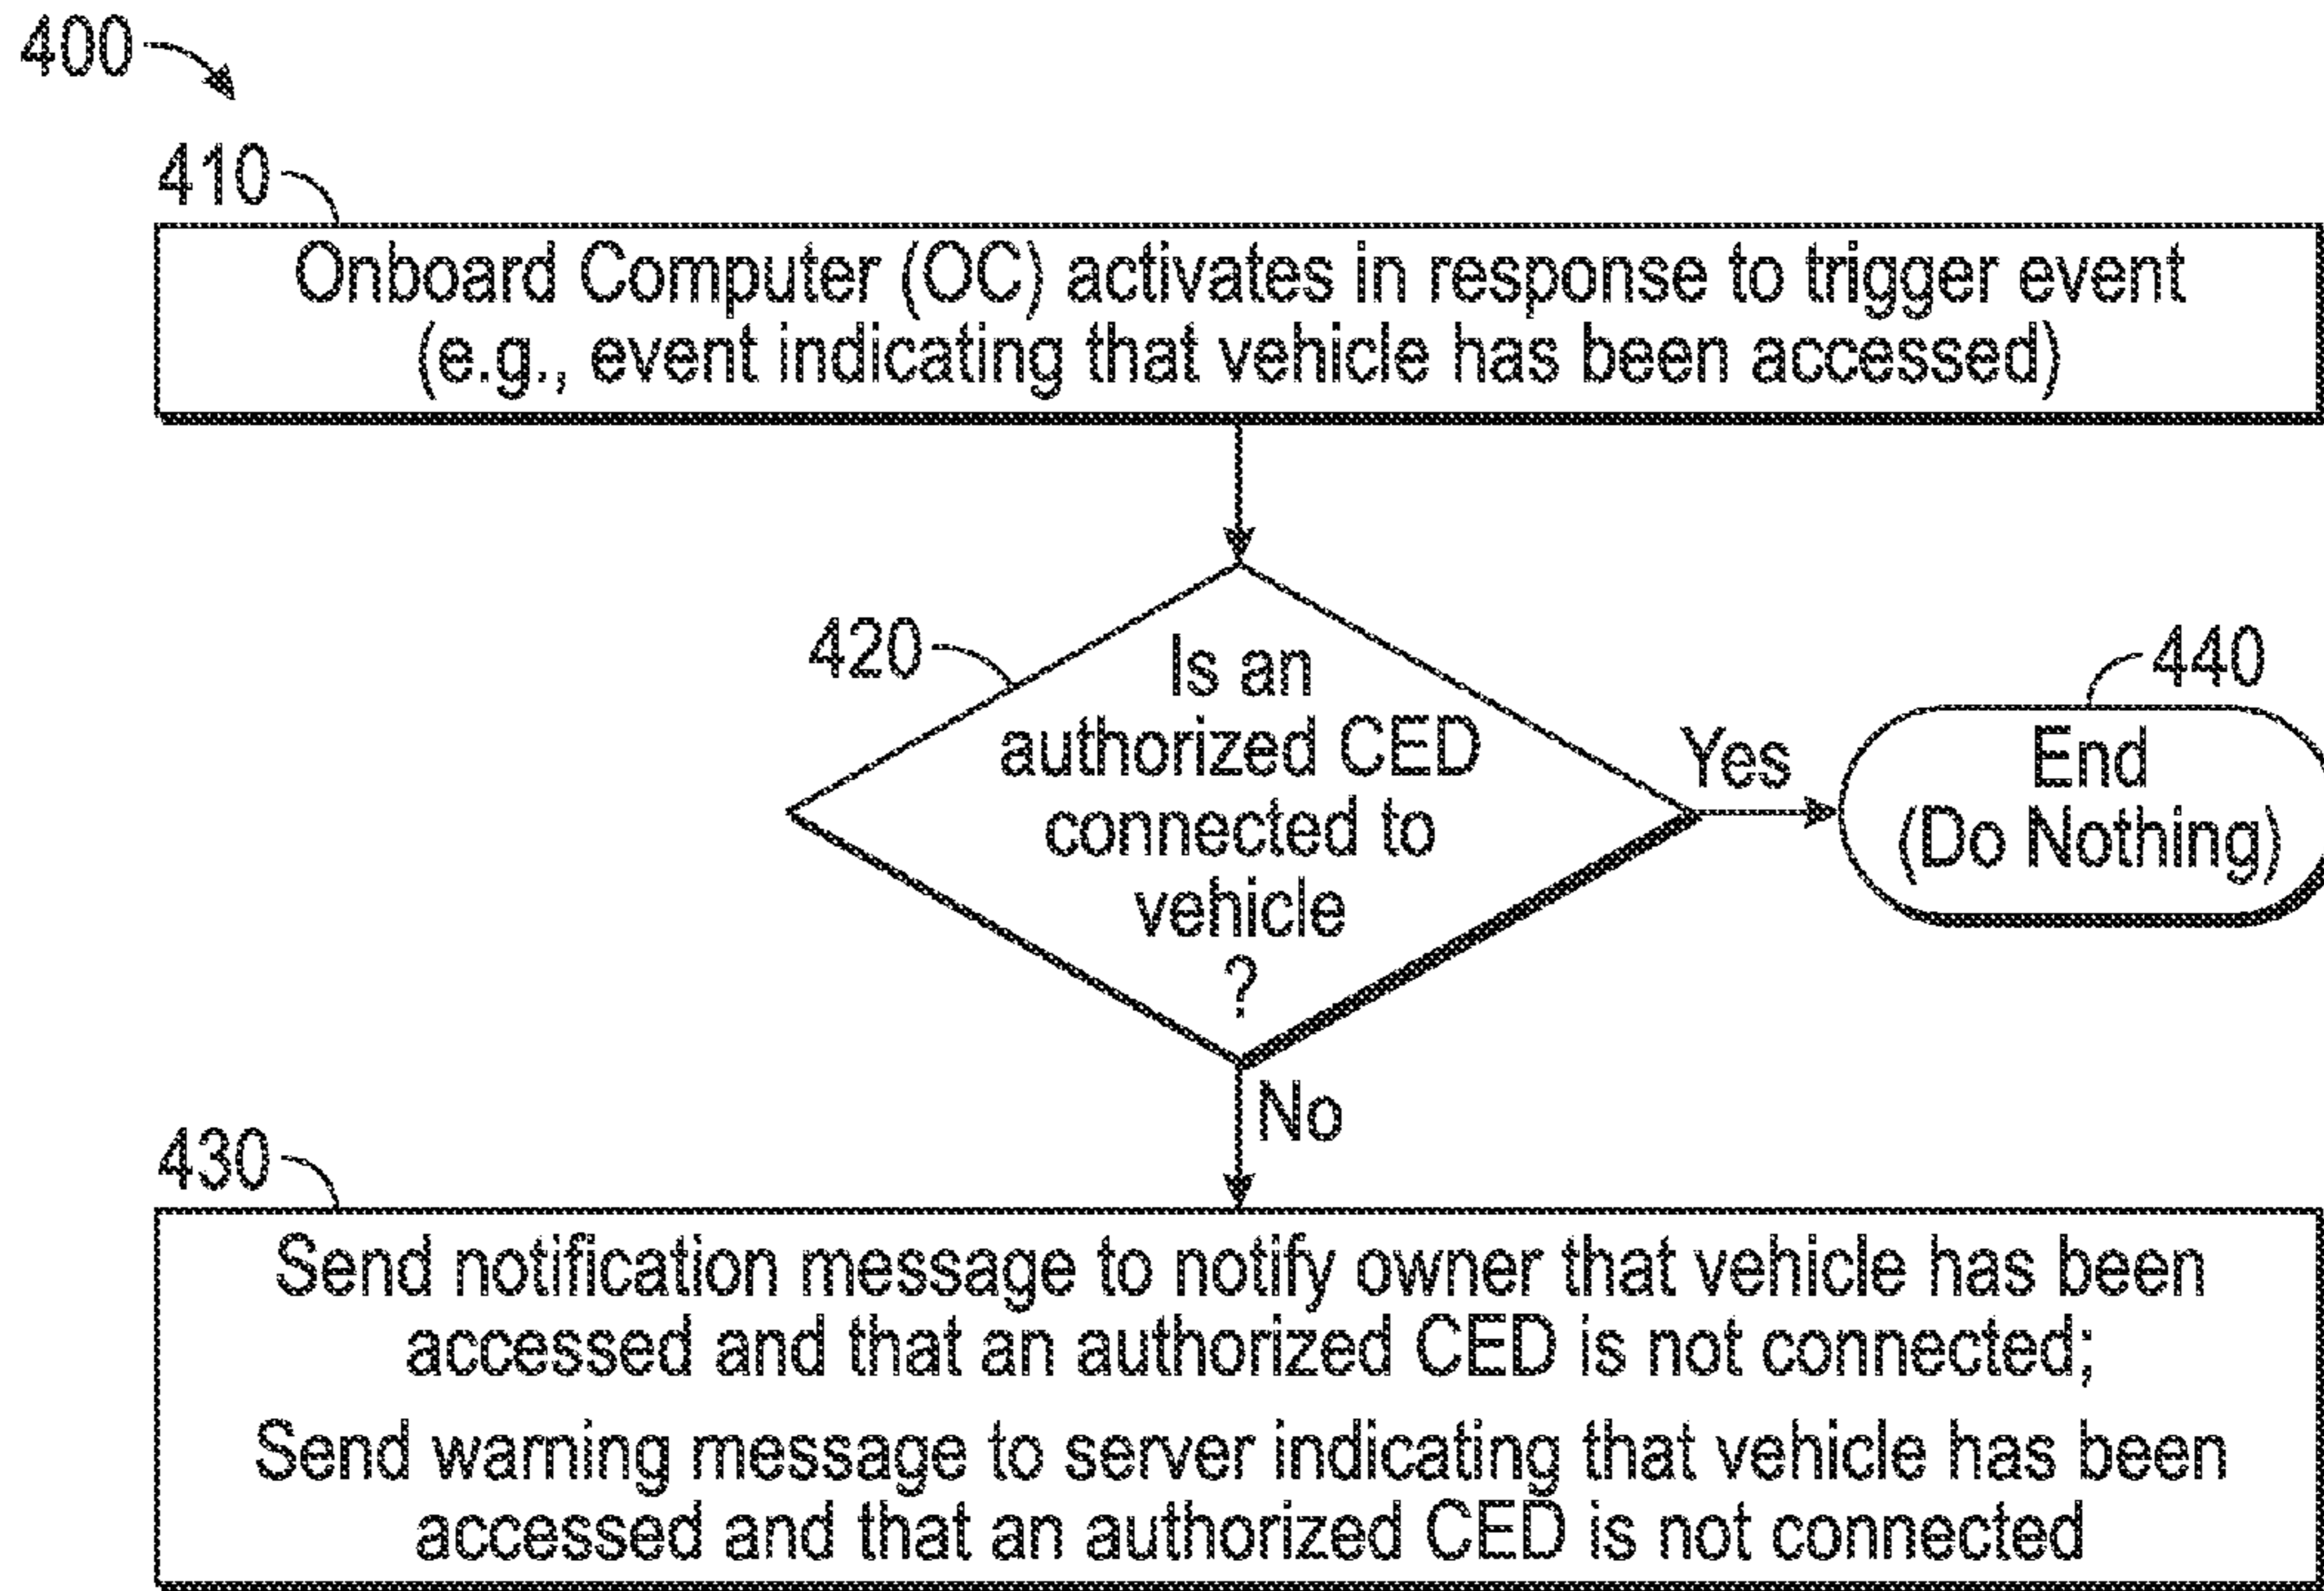 400
410
Onboard Computer (OC) activates in response to trigger event
(e.g., event indicating that vehicle has been accessed)
420
Is an
authorized CED
connected to
vehicle
?
Yes
440
End
(Do Nothing)
No
430
Send notification message to notify owner that vehicle has been
accessed and that an authorized CED is not connected;
Send warning message to server indicating that vehicle has been
accessed and that an authorized CED is not connected